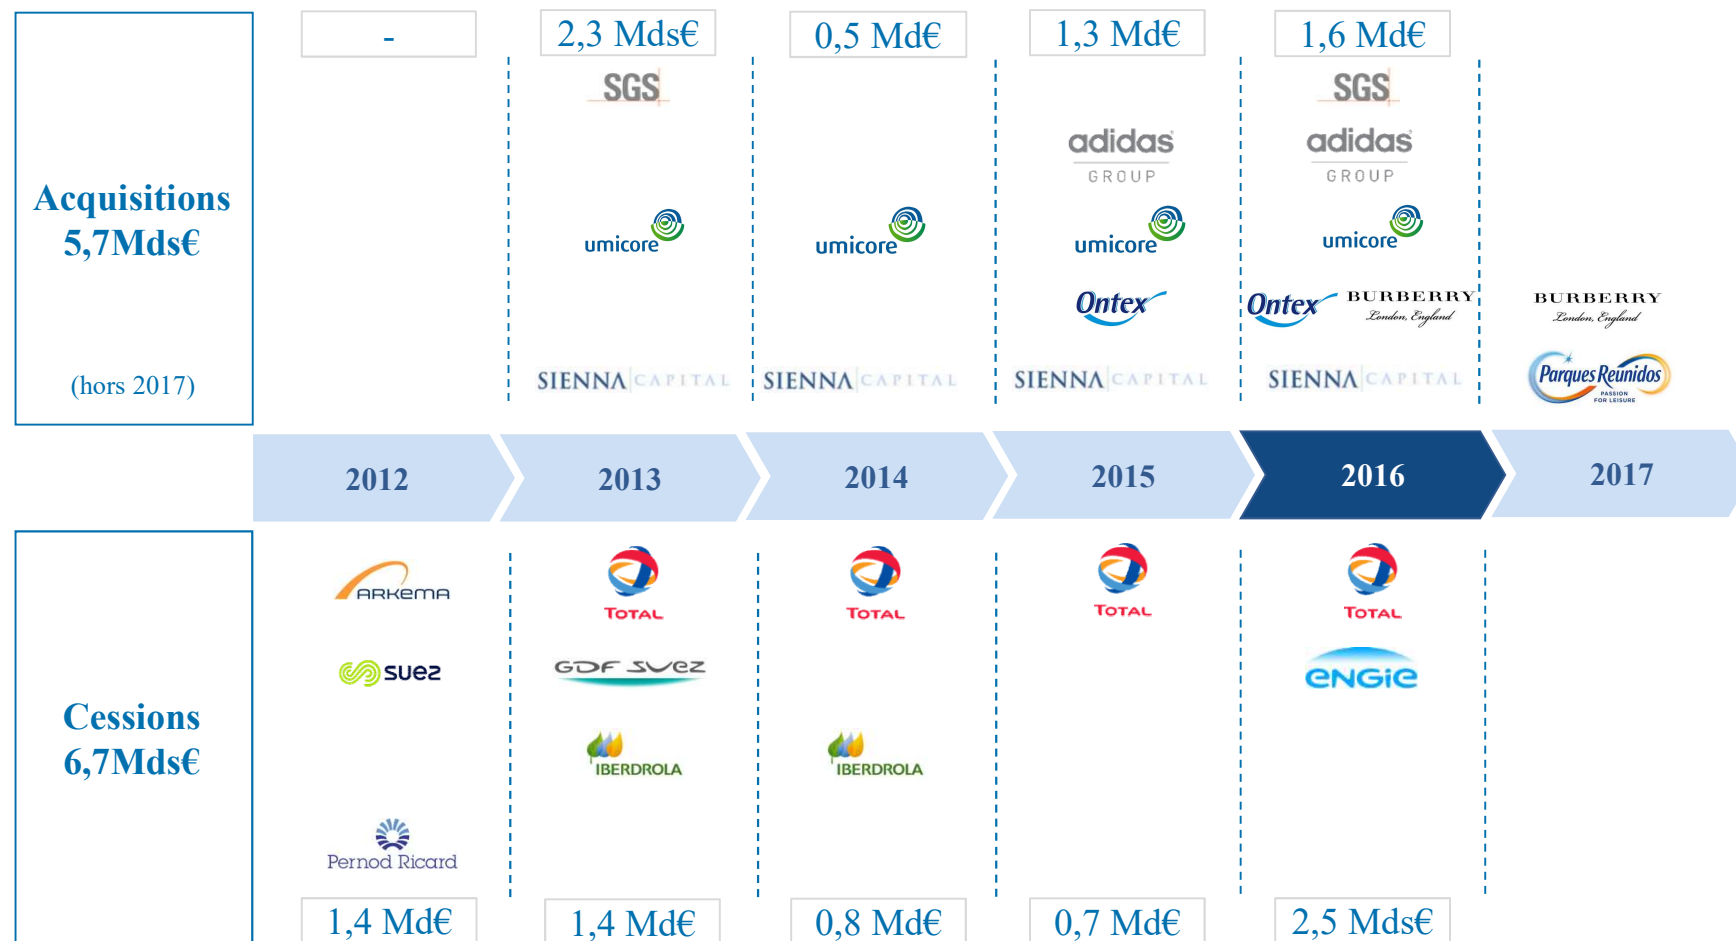 -
2,3 Mds€
0,5 Md€
1,3 Md€
1,6 Md€
Acquisitions
5,7Mds€
(hors 2017)
SGS
SGS
adidas
GROUP
adidas
GROUP
umicore
umicore
umicore
umicore
Ontex
Ontex
BURBERRY
London, England
BURBERRY
London, England
SIENNA CAPITAL
SIENNA CAPITAL
SIENNA CAPITAL
SIENNA CAPITAL
Parques Reunidos
PASSION
FOR LEISURE
2012
2013
2014
2015
2016
2017
Cessions
6,7Mds€
ARKEMA
TOTAL
TOTAL
TOTAL
TOTAL
suez
GDF SUEZ
ENGIE
IBERDROLA
IBERDROLA
Pernod Ricard
1,4 Md€
1,4 Md€
0,8 Md€
0,7 Md€
2,5 Mds€